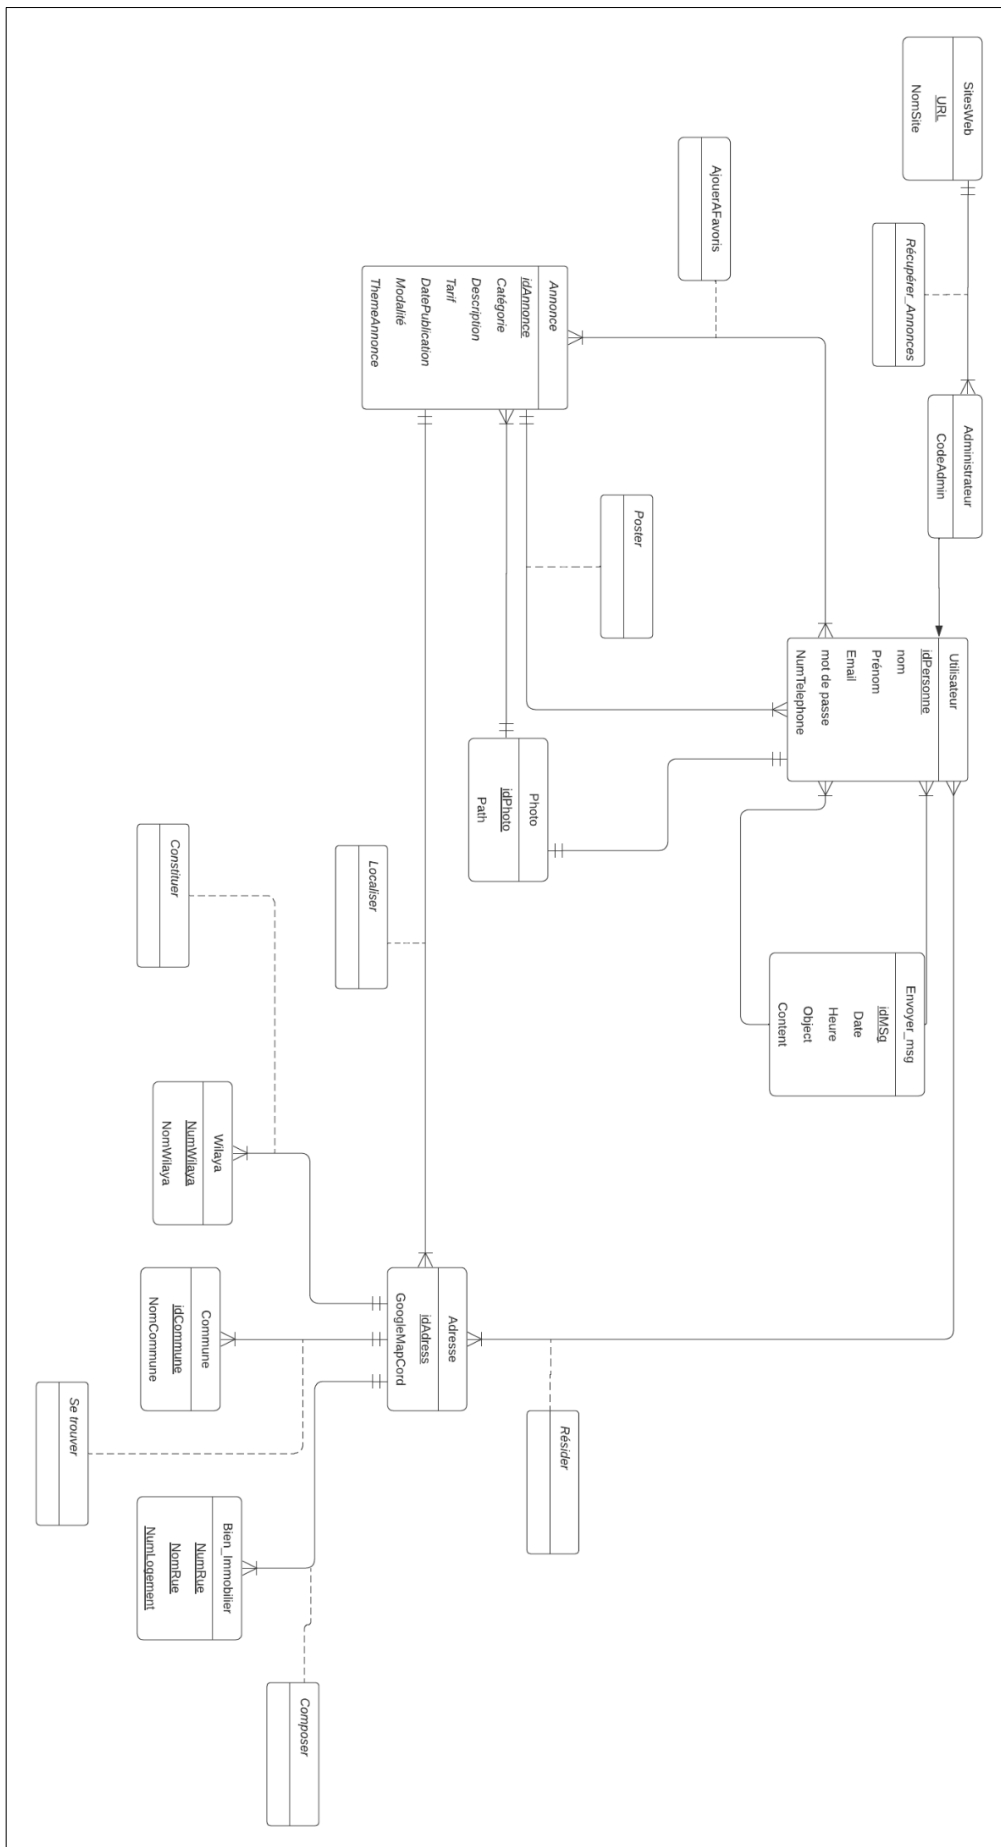 SitesWeb
URL
NomSite
Récupérer_Annonces
Administrateur
CodeAdmin
Utilisateur
idPersonne
nom
Prénom
Email
mot de passe
NumTelephone
Envoyer_msg
idMSg
Date
Heure
Object
Content
AjouerAFavoris
Poster
Photo
idPhoto
Path
Résider
Annonce
idAnnonce
Catégorie
Description
Tarif
DatePublication
Modalité
ThemeAnnonce
Localiser
Adresse
idAdress
GoogleMapCord
Constituer
Wilaya
NumWilaya
NomWilaya
Commune
idCommune
NomCommune
Bien_Immobilier
NumRue
NomRue
NumLogement
Composer
Se trouver